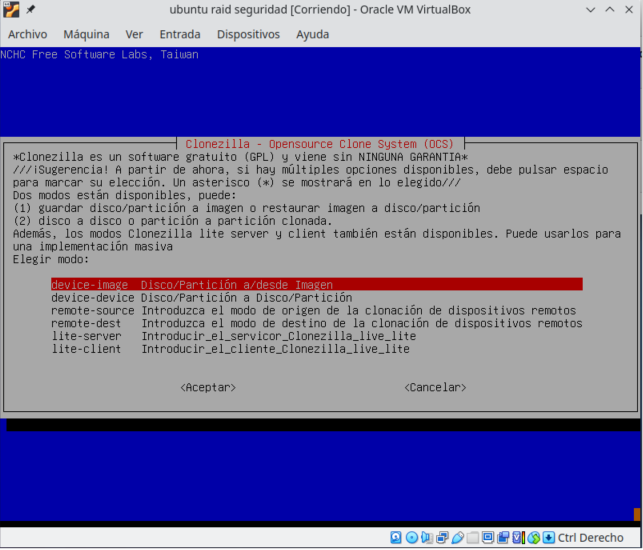 ubuntu raid seguridad [Corriendo] - Oracle VM VirtualBox
Archivo Máquina Ver Entrada Dispositivos Ayuda
NCHC Free Software Labs, Taiwan
Clonezilla - Opensource Clone System (OCS)
*Clonezilla es un software gratuito (GPL) y viene sin NINGUNA GARANTIA*
///¡Sugerencia! A partir de ahora, si hay múltiples opciones disponibles, debe pulsar espacio
para marcar su elección. Un asterisco (*) se mostrará en lo elegido///
Dos modos están disponibles, puede:
(1) guardar disco/partición a imagen o restaurar imagen a disco/partición
(2) disco a disco o partición a partición clonada.
Además, los modos Clonezilla lite server y client también están disponibles. Puede usarlos para
una implementación masiva
Elegir modo:
device-image Disco/Partición a/desde Imagen
device-device Disco/Partición a Disco/Partición
remote-source Introduzca el modo de origen de la clonación de dispositivos remotos
remote-dest Introduzca el modo de destino de la clonación de dispositivos remotos
lite-server Introducir_el_servicor_Clonezilla_live_lite
lite-client Introducir_el_cliente_Clonezilla_live_lite
<Aceptar> <Cancelar>
Ctrl Derecho